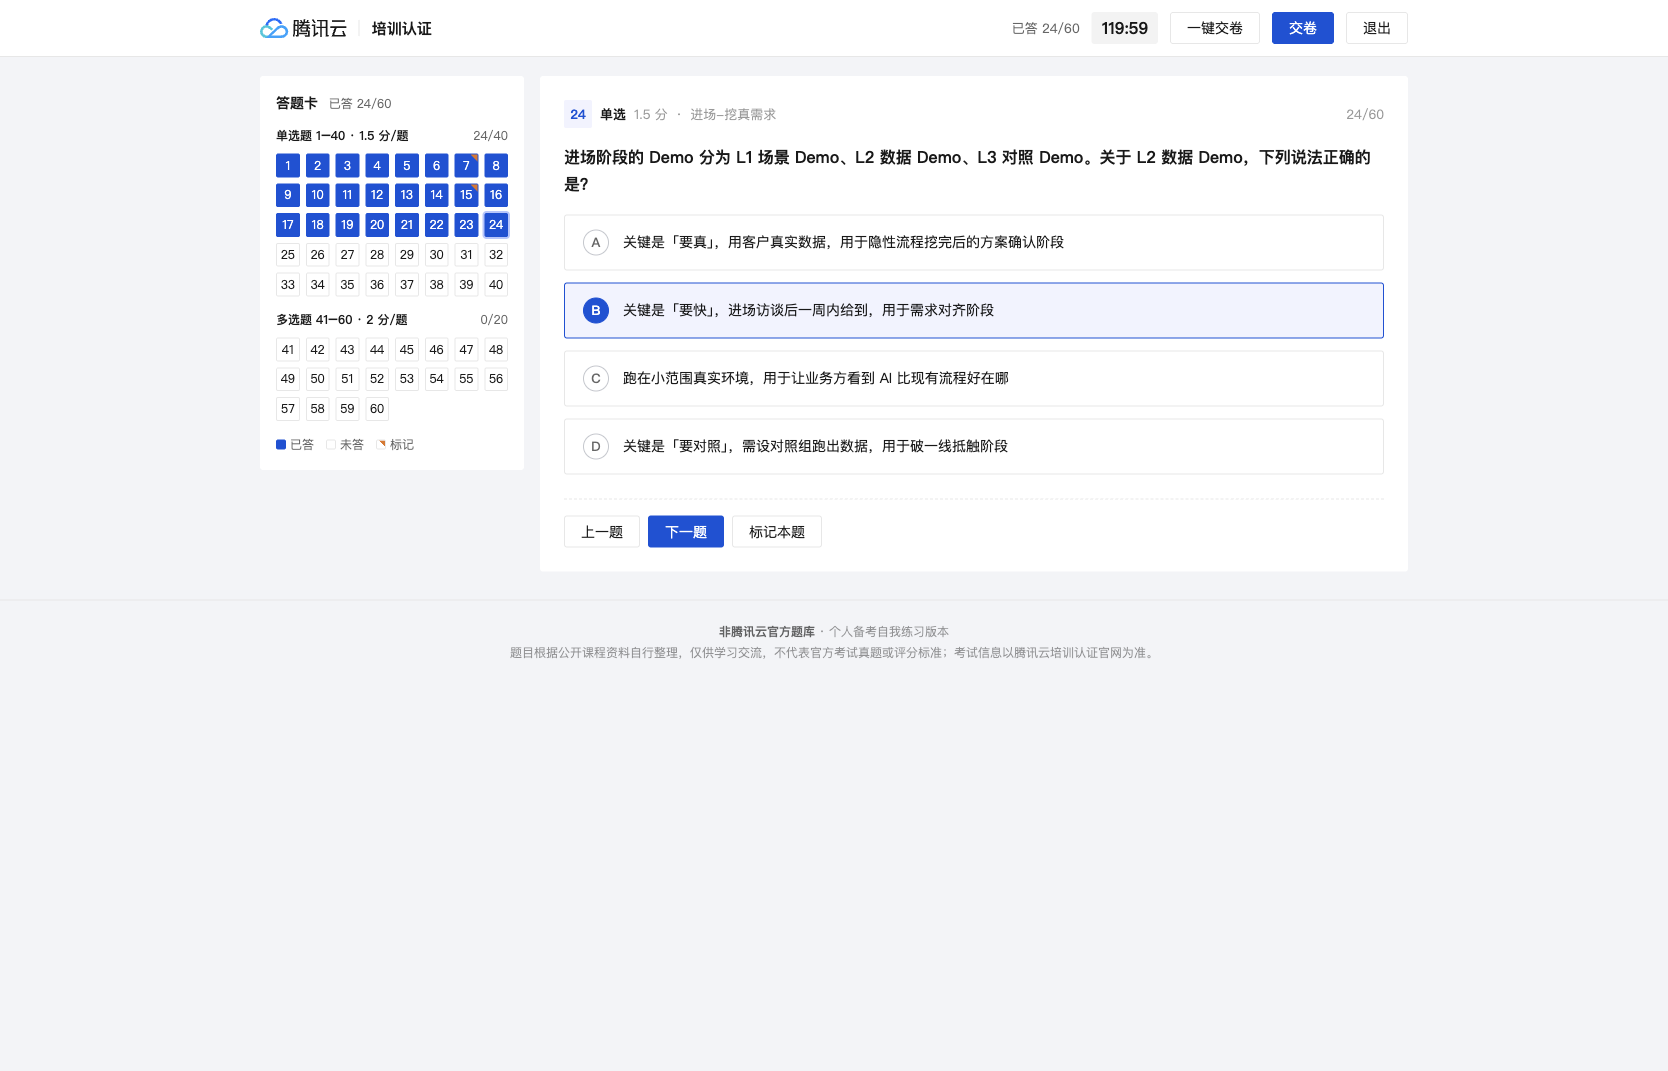 腾讯云 培训认证 已答 24/60 119:59 一键交卷 交卷 退出
答题卡 已答 24/60
单选题 1—40 · 1.5 分/题 24/40
1 2 3 4 5 6 7 8
9 10 11 12 13 14 15 16
17 18 19 20 21 22 23 24
25 26 27 28 29 30 31 32
33 34 35 36 37 38 39 40
多选题 41—60 · 2 分/题 0/20
41 42 43 44 45 46 47 48
49 50 51 52 53 54 55 56
57 58 59 60
已答 未答 标记
24 单选 1.5 分 · 进场-挖真需求 24/60
进场阶段的 Demo 分为 L1 场景 Demo、L2 数据 Demo、L3 对照 Demo。关于 L2 数据 Demo，下列说法正确的
是?
A 关键是「要真」，用客户真实数据，用于隐性流程挖完后的方案确认阶段
B 关键是「要快」，进场访谈后一周内给到，用于需求对齐阶段
C 跑在小范围真实环境，用于让业务方看到 AI 比现有流程好在哪
D 关键是「要对照」，需设对照组跑出数据，用于破一线抵触阶段
上一题 下一题 标记本题
非腾讯云官方题库 · 个人备考自我练习版本
题目根据公开课程资料自行整理，仅供学习交流，不代表官方考试真题或评分标准；考试信息以腾讯云培训认证官网为准。